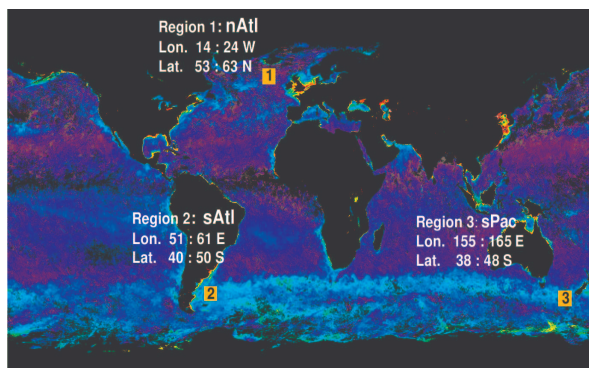 Region 1: nAtl
Lon. 14 : 24 W
Lat. 53 : 63 N
1
Region 2: sAtl
Lon. 51 : 61 E
Lat. 40 : 50 S
Region 3: sPac
Lon. 155 : 165 E
Lat. 38 : 48 S
2
3